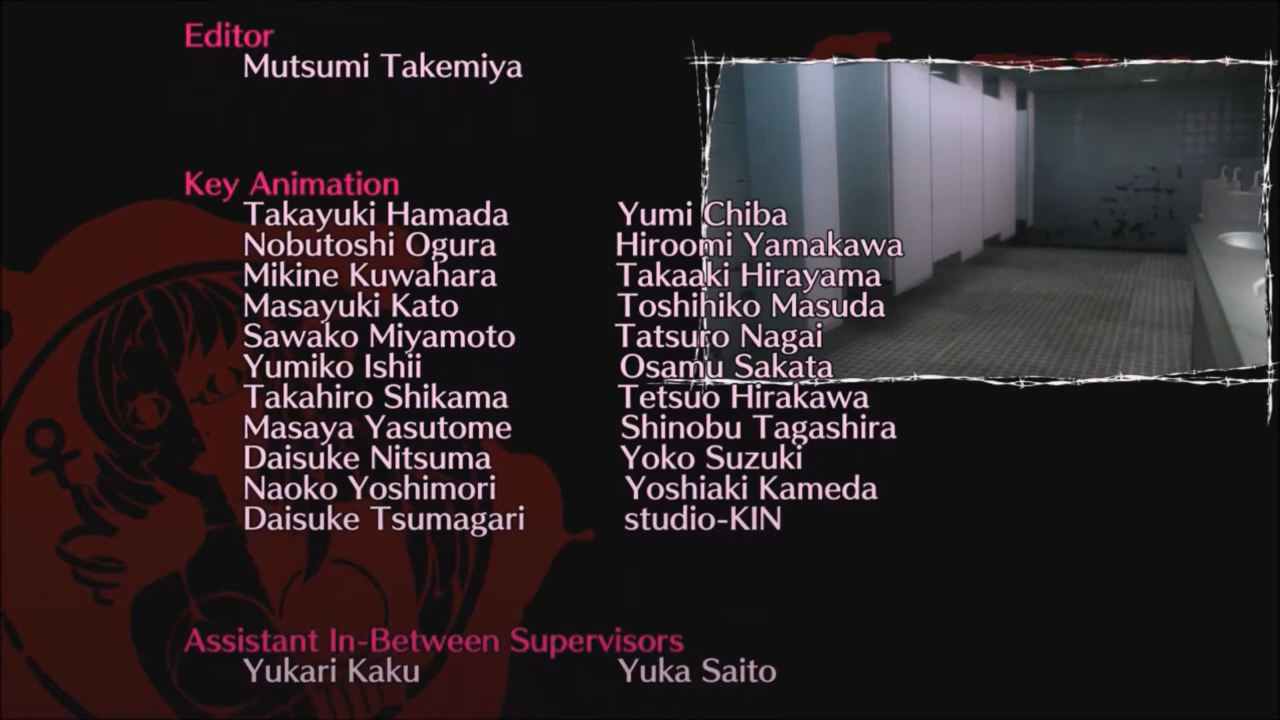 Editor
Mutsumi Takemiya
Key Animation
Takayuki Hamada Yumi Chiba
Nobutoshi Ogura Hiroomi Yamakawa
Mikine Kuwahara Takaaki Hirayama
Masayuki Kato Toshihiko Masuda
Sawako Miyamoto Tatsuro Nagai
Yumiko Ishii Osamu Sakata
Takahiro Shikama Tetsuo Hirakawa
Masaya Yasutome Shinobu Tagashira
Daisuke Nitsuma Yoko Suzuki
Naoko Yoshimori Yoshiaki Kameda
Daisuke Tsumagari studio-KIN
Assistant In-Between Supervisors
Yukari Kaku Yuka Saito